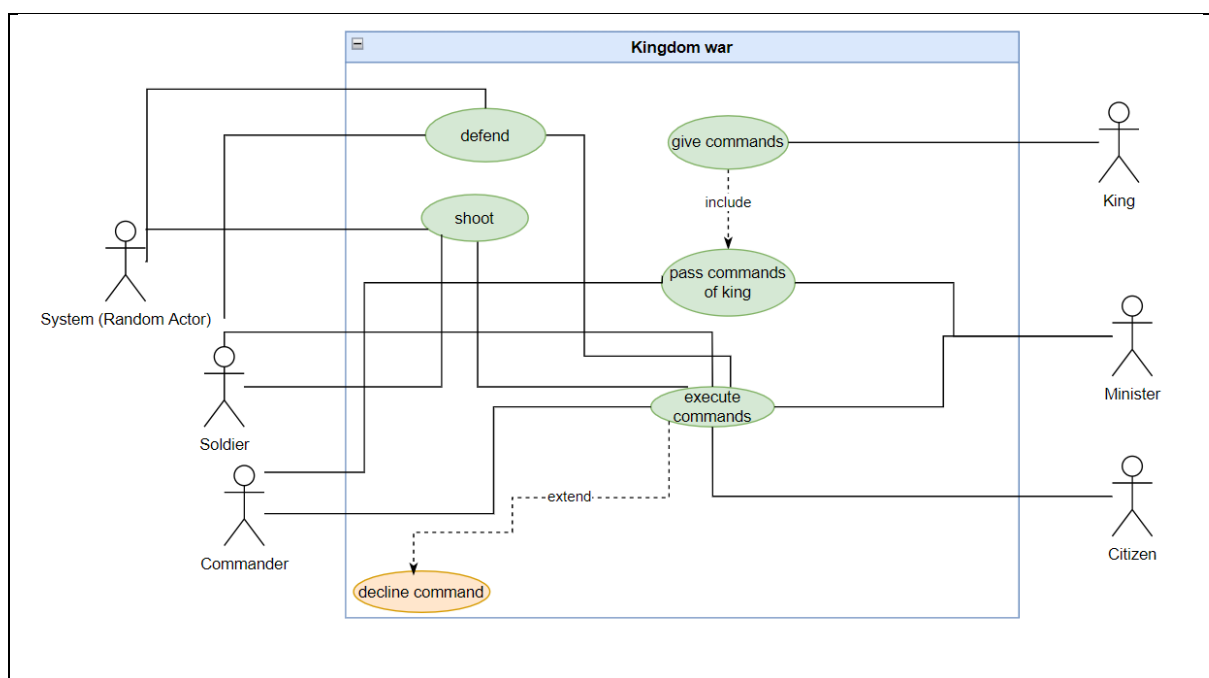 Kingdom war
defend
give commands
King
include
shoot
pass commands
of king
System (Random Actor)
Minister
execute
commands
Soldier
extend
Commander
Citizen
decline command